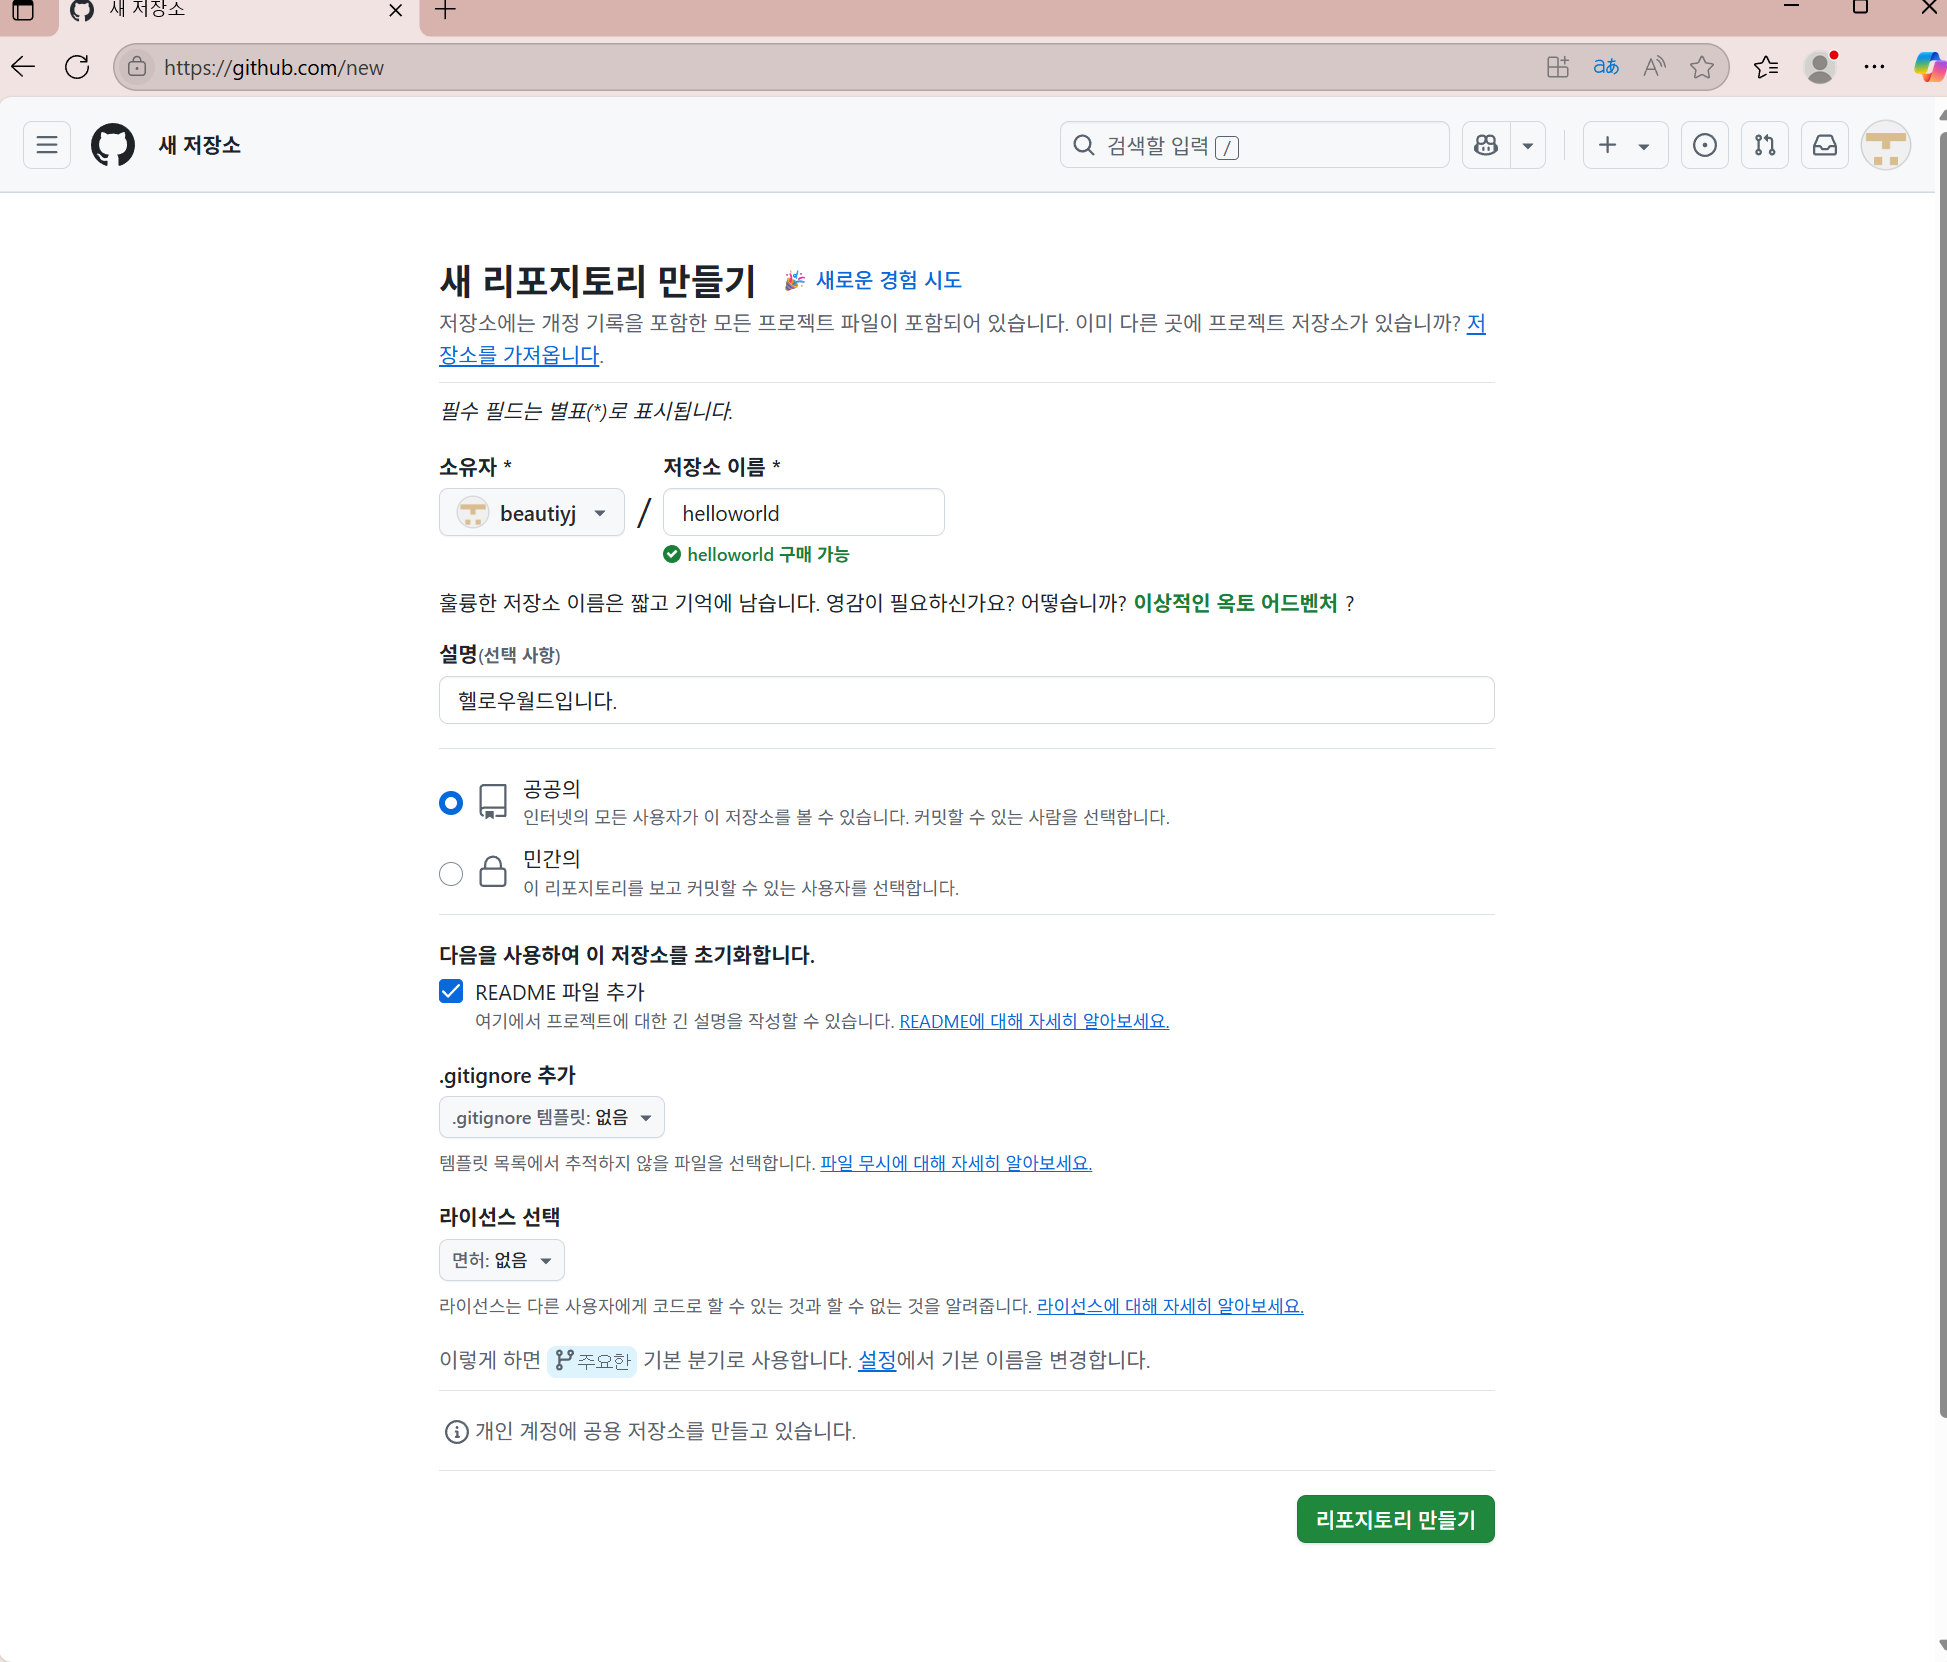 새 저장소
https://github.com/new
새 저장소
검색할 입력 /
새 리포지토리 만들기
새로운 경험 시도
저장소에는 개정 기록을 포함한 모든 프로젝트 파일이 포함되어 있습니다. 이미 다른 곳에 프로젝트 저장소가 있습니까? 저
장소를 가져옵니다.
필수 필드는 별표(*)로 표시됩니다.
소유자 *
저장소 이름 *
beautiyj
/
helloworld
helloworld 구매 가능
훌륭한 저장소 이름은 짧고 기억에 남습니다. 영감이 필요하신가요? 어떻습니까? 이상적인 옥토 어드벤처 ?
설명(선택 사항)
헬로우월드입니다.
공공의
인터넷의 모든 사용자가 이 저장소를 볼 수 있습니다. 커밋할 수 있는 사람을 선택합니다.
민간의
이 리포지토리를 보고 커밋할 수 있는 사용자를 선택합니다.
다음을 사용하여 이 저장소를 초기화합니다.
README 파일 추가
여기에서 프로젝트에 대한 긴 설명을 작성할 수 있습니다. README에 대해 자세히 알아보세요.
.gitignore 추가
.gitignore 템플릿: 없음
템플릿 목록에서 추적하지 않을 파일을 선택합니다. 파일 무시에 대해 자세히 알아보세요.
라이선스 선택
면허: 없음
라이선스는 다른 사용자에게 코드로 할 수 있는 것과 할 수 없는 것을 알려줍니다. 라이선스에 대해 자세히 알아보세요.
이렇게 하면 주요한 기본 분기로 사용합니다. 설정에서 기본 이름을 변경합니다.
개인 계정에 공용 저장소를 만들고 있습니다.
리포지토리 만들기